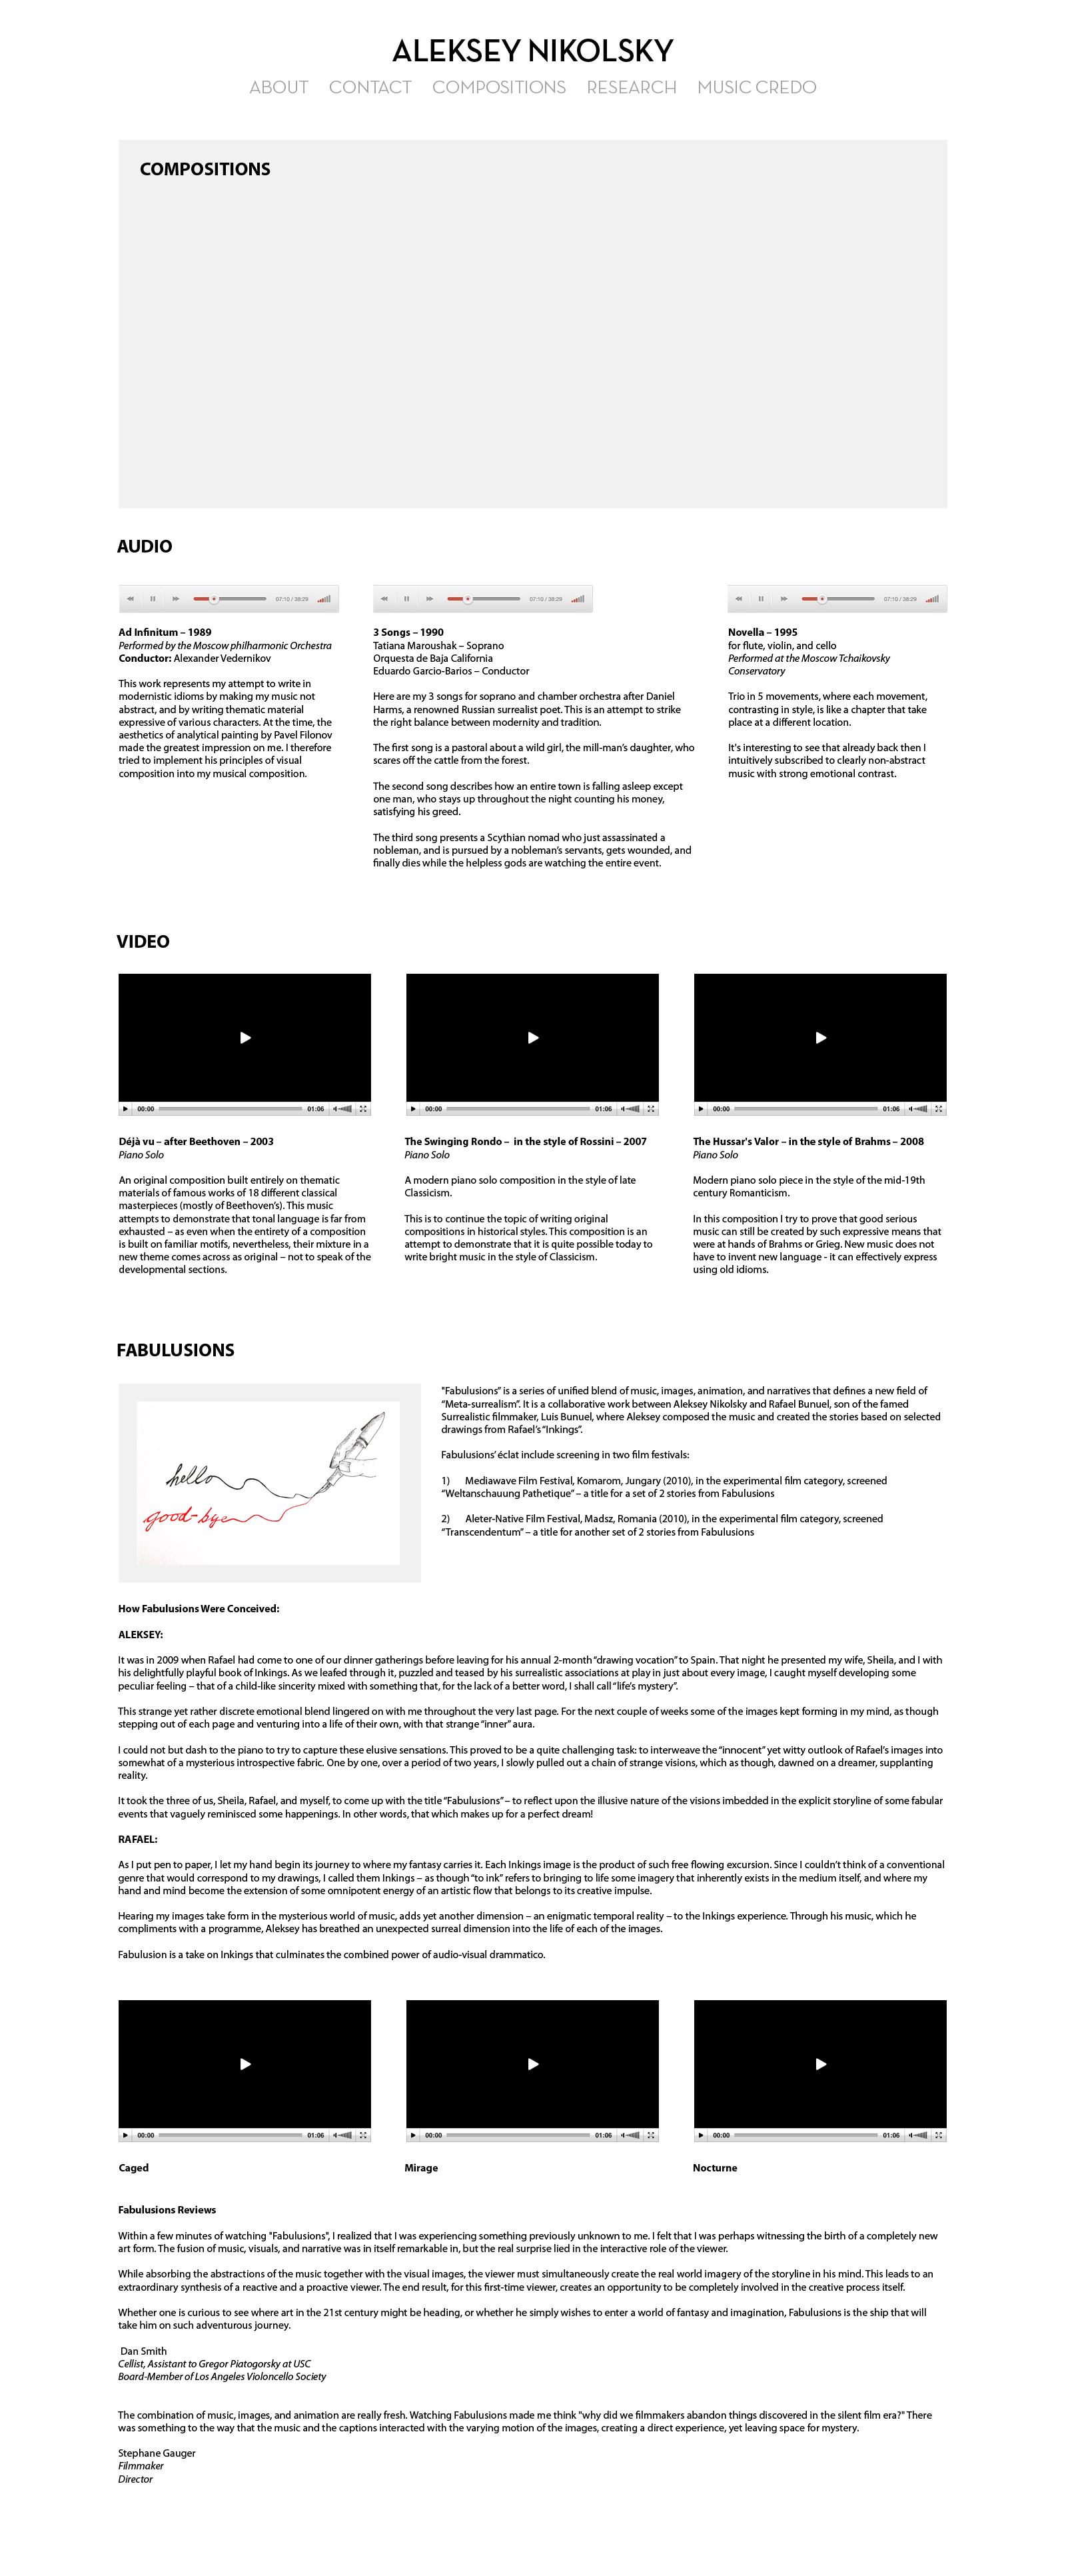 ALEKSEY NIKOLSKY
ABOUT CONTACT COMPOSITIONS RESEARCH MUSIC CREDO
COMPOSITIONS
AUDIO
07:10 / 38:29
Ad Infinitum – 1989
Performed by the Moscow philharmonic Orchestra
Conductor: Alexander Vedernikov
This work represents my attempt to write in
modernistic idioms by making my music not
abstract, and by writing thematic material
expressive of various characters. At the time, the
aesthetics of analytical painting by Pavel Filonov
made the greatest impression on me. I therefore
tried to implement his principles of visual
composition into my musical composition.
07:10 / 38:29
3 Songs – 1990
Tatiana Maroushak – Soprano
Orquesta de Baja California
Eduardo Garcio-Barios – Conductor
Here are my 3 songs for soprano and chamber orchestra after Daniel
Harms, a renowned Russian surrealist poet. This is an attempt to strike
the right balance between modernity and tradition.
The first song is a pastoral about a wild girl, the mill-man's daughter, who
scares off the cattle from the forest.
The second song describes how an entire town is falling asleep except
one man, who stays up throughout the night counting his money,
satisfying his greed.
The third song presents a Scythian nomad who just assassinated a
nobleman, and is pursued by a nobleman's servants, gets wounded, and
finally dies while the helpless gods are watching the entire event.
07:10 / 38:29
Novella – 1995
for flute, violin, and cello
Performed at the Moscow Tchaikovsky
Conservatory
Trio in 5 movements, where each movement,
contrasting in style, is like a chapter that take
place at a different location.
It's interesting to see that already back then I
intuitively subscribed to clearly non-abstract
music with strong emotional contrast.
VIDEO
00:00 01:06
Déjà vu – after Beethoven – 2003
Piano Solo
An original composition built entirely on thematic
materials of famous works of 18 different classical
masterpieces (mostly of Beethoven's). This music
attempts to demonstrate that tonal language is far from
exhausted – as even when the entirety of a composition
is built on familiar motifs, nevertheless, their mixture in a
new theme comes across as original – not to speak of the
developmental sections.
00:00 01:06
The Swinging Rondo – in the style of Rossini – 2007
Piano Solo
A modern piano solo composition in the style of late
Classicism.
This is to continue the topic of writing original
compositions in historical styles. This composition is an
attempt to demonstrate that it is quite possible today to
write bright music in the style of Classicism.
00:00 01:06
The Hussar's Valor – in the style of Brahms – 2008
Piano Solo
Modern piano solo piece in the style of the mid-19th
century Romanticism.
In this composition I try to prove that good serious
music can still be created by such expressive means that
were at hands of Brahms or Grieg. New music does not
have to invent new language - it can effectively express
using old idioms.
FABULUSIONS
hello
good-bye
"Fabulusions" is a series of unified blend of music, images, animation, and narratives that defines a new field of
"Meta-surrealism". It is a collaborative work between Aleksey Nikolsky and Rafael Bunuel, son of the famed
Surrealistic filmmaker, Luis Bunuel, where Aleksey composed the music and created the stories based on selected
drawings from Rafael's "Inkings".
Fabulusions' éclat include screening in two film festivals:
1) Mediawave Film Festival, Komarom, Jungary (2010), in the experimental film category, screened
"Weltanschauung Pathetique" – a title for a set of 2 stories from Fabulusions
2) Aleter-Native Film Festival, Madsz, Romania (2010), in the experimental film category, screened
"Transcendentum" – a title for another set of 2 stories from Fabulusions
How Fabulusions Were Conceived:
ALEKSEY:
It was in 2009 when Rafael had come to one of our dinner gatherings before leaving for his annual 2-month "drawing vocation" to Spain. That night he presented my wife, Sheila, and I with
his delightfully playful book of Inkings. As we leafed through it, puzzled and teased by his surrealistic associations at play in just about every image, I caught myself developing some
peculiar feeling – that of a child-like sincerity mixed with something that, for the lack of a better word, I shall call "life's mystery".
This strange yet rather discrete emotional blend lingered on with me throughout the very last page. For the next couple of weeks some of the images kept forming in my mind, as though
stepping out of each page and venturing into a life of their own, with that strange "inner" aura.
I could not but dash to the piano to try to capture these elusive sensations. This proved to be a quite challenging task: to interweave the "innocent" yet witty outlook of Rafael's images into
somewhat of a mysterious introspective fabric. One by one, over a period of two years, I slowly pulled out a chain of strange visions, which as though, dawned on a dreamer, supplanting
reality.
It took the three of us, Sheila, Rafael, and myself, to come up with the title "Fabulusions" – to reflect upon the illusive nature of the visions imbedded in the explicit storyline of some fabular
events that vaguely reminisced some happenings. In other words, that which makes up for a perfect dream!
RAFAEL:
As I put pen to paper, I let my hand begin its journey to where my fantasy carries it. Each Inkings image is the product of such free flowing excursion. Since I couldn't think of a conventional
genre that would correspond to my drawings, I called them Inkings – as though "to ink" refers to bringing to life some imagery that inherently exists in the medium itself, and where my
hand and mind become the extension of some omnipotent energy of an artistic flow that belongs to its creative impulse.
Hearing my images take form in the mysterious world of music, adds yet another dimension – an enigmatic temporal reality – to the Inkings experience. Through his music, which he
compliments with a programme, Aleksey has breathed an unexpected surreal dimension into the life of each of the images.
Fabulusion is a take on Inkings that culminates the combined power of audio-visual drammatico.
00:00 01:06
00:00 01:06
00:00 01:06
Caged
Mirage
Nocturne
Fabulusions Reviews
Within a few minutes of watching "Fabulusions", I realized that I was experiencing something previously unknown to me. I felt that I was perhaps witnessing the birth of a completely new
art form. The fusion of music, visuals, and narrative was in itself remarkable in, but the real surprise lied in the interactive role of the viewer.
While absorbing the abstractions of the music together with the visual images, the viewer must simultaneously create the real world imagery of the storyline in his mind. This leads to an
extraordinary synthesis of a reactive and a proactive viewer. The end result, for this first-time viewer, creates an opportunity to be completely involved in the creative process itself.
Whether one is curious to see where art in the 21st century might be heading, or whether he simply wishes to enter a world of fantasy and imagination, Fabulusions is the ship that will
take him on such adventurous journey.
Dan Smith
Cellist, Assistant to Gregor Piatogorsky at USC
Board-Member of Los Angeles Violoncello Society
The combination of music, images, and animation are really fresh. Watching Fabulusions made me think "why did we filmmakers abandon things discovered in the silent film era?" There
was something to the way that the music and the captions interacted with the varying motion of the images, creating a direct experience, yet leaving space for mystery.
Stephane Gauger
Filmmaker
Director